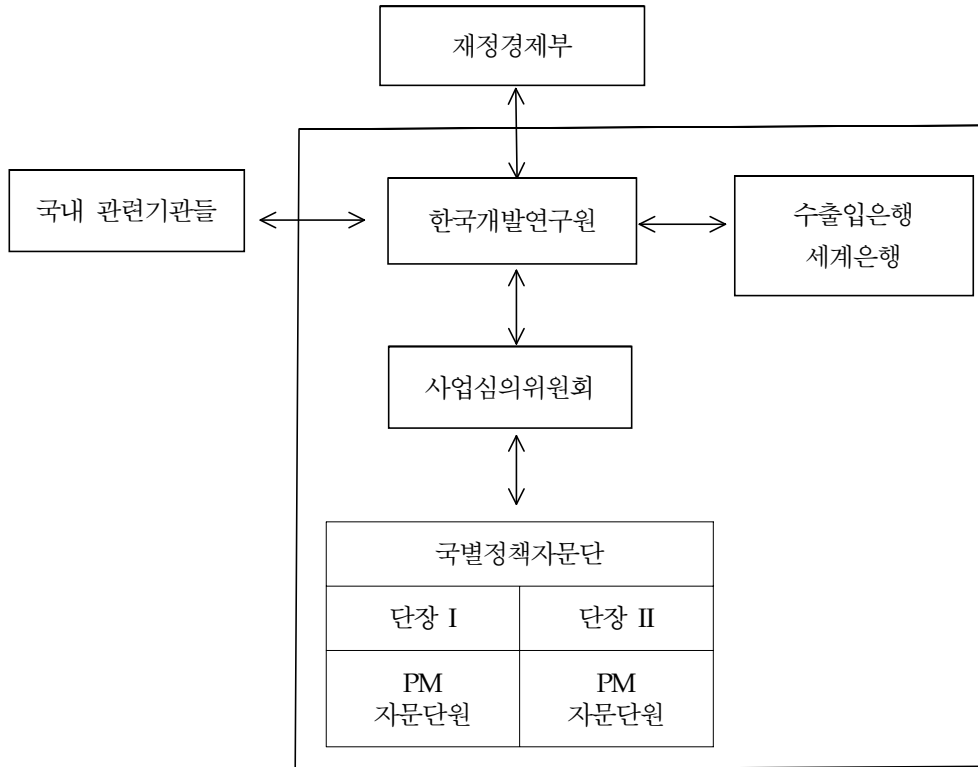 재정경제부
국내 관련기관들
한국개발연구원
수출입은행
세계은행
사업심의위원회
국별정책자문단
단장 I
단장 II
PM
자문단원
PM
자문단원